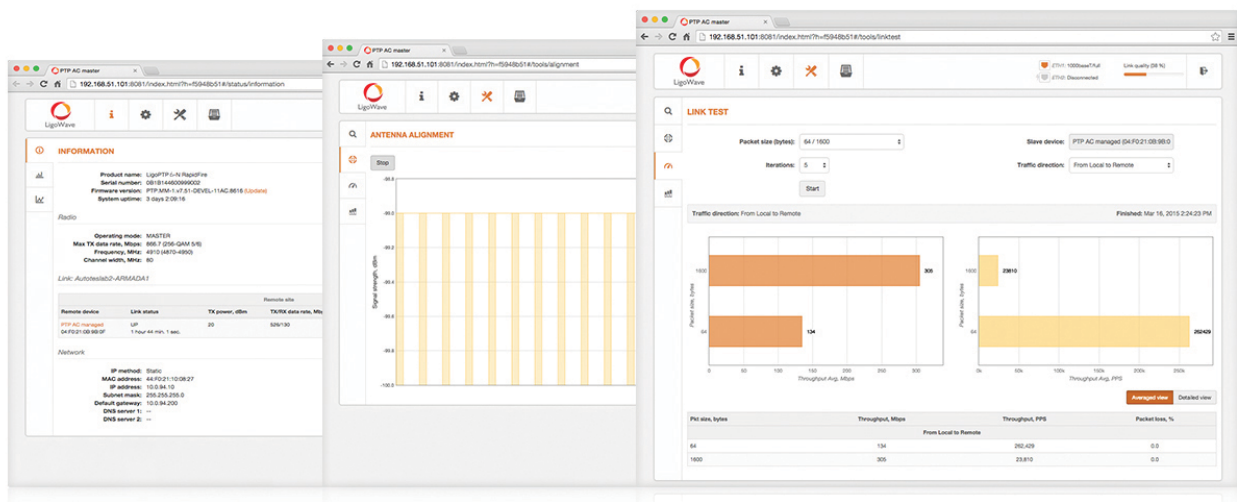 PTP AC master
192.168.51.101:8081/index.html?h=f5948b51#/status/information
LigoWave
INFORMATION
Product name: LigoPTP 5-N RapidFire
Serial number: 0B1B144600999002
Firmware version: PTP.MM-1.v7.51-DEVEL-11AC.8616 (Update)
System uptime: 3 days 2:09:16
Radio
Operating mode: MASTER
Max TX data rate, Mbps: 866.7 (256-QAM 5/6)
Frequency, MHz: 4910 (4870-4950)
Channel width, MHz: 80
Link: Autoteslab2-ARMADA1
Remote site
Remote device Link status TX power, dBm TX/RX data rate, Mbp
PTP AC managed UP 20 526/130
04:F0:21:0B:9B:0F 1 hour 44 min. 1 sec.
Network
IP method: Static
MAC address: 44:F0:21:10:08:27
IP address: 10.0.94.10
Subnet mask: 255.255.255.0
Default gateway: 10.0.94.200
DNS server 1: --
DNS server 2: --
PTP AC master
192.168.51.101:8081/index.html?h=f5948b51#/tools/alignment
LigoWave
ANTENNA ALIGNMENT
Stop
Signal strength, dBm
-99.0
-100.0
PTP AC master
192.168.51.101:8081/index.html?h=f5948b51#/tools/linktest
LigoWave
ETH1: 1000baseT/Full
ETH2: Disconnected
Link quality (58 %)
LINK TEST
Packet size (bytes): 64 / 1600
Slave device: PTP AC managed (04:F0:21:0B:9B:0
Iterations: 5
Traffic direction: From Local to Remote
Start
Traffic direction: From Local to Remote
Finished: Mar 16, 2015 2:24:23 PM
Packet size, bytes
1600
305
64
134
0 50 100 150 200 250 300
Throughput Avg, Mbps
Packet size, bytes
1600
23810
64
262429
0k 50k 100k 150k 200k 250k
Throughput Avg, PPS
Averaged view Detailed view
Pkt size, bytes Throughput, Mbps Throughput, PPS Packet loss, %
From Local to Remote
64 134 262,429 0.0
1600 305 23,810 0.0